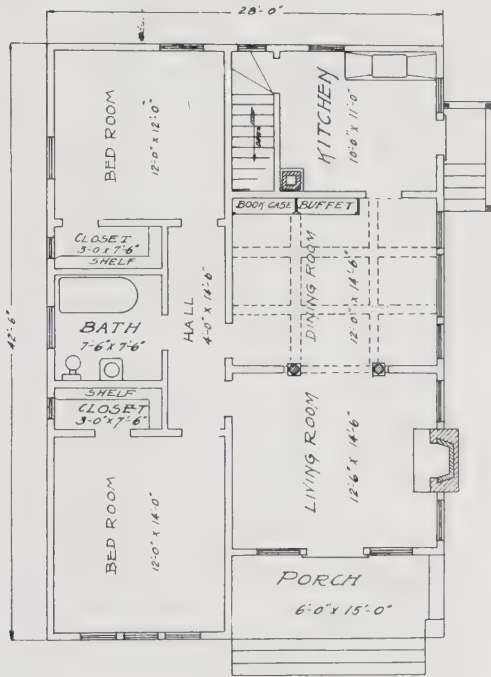 28'-0"
42'-6"
BED ROOM
12'-0" x 12'-0"
KITCHEN
10'-0" x 11'-0"
BOOK CASE
BUFFET
CLOSET
3-0 x 7'-6"
SHELF
BATH
7'-6" x 7'-6"
HALL
4'-0" x 14'-6"
DINING ROOM
12'-0" x 14'-6"
SHELF
CLOSET
3-0" x 7'-6"
BED ROOM
12'-0" x 14'-0"
LIVING ROOM
12'-6" x 14'-6"
PORCH
6'-0" x 15'-0"